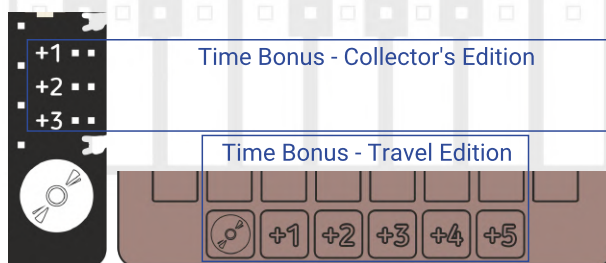 +1
Time Bonus - Collector's Edition
+2
+3
Time Bonus - Travel Edition
+1 +2 +3 +4 +5